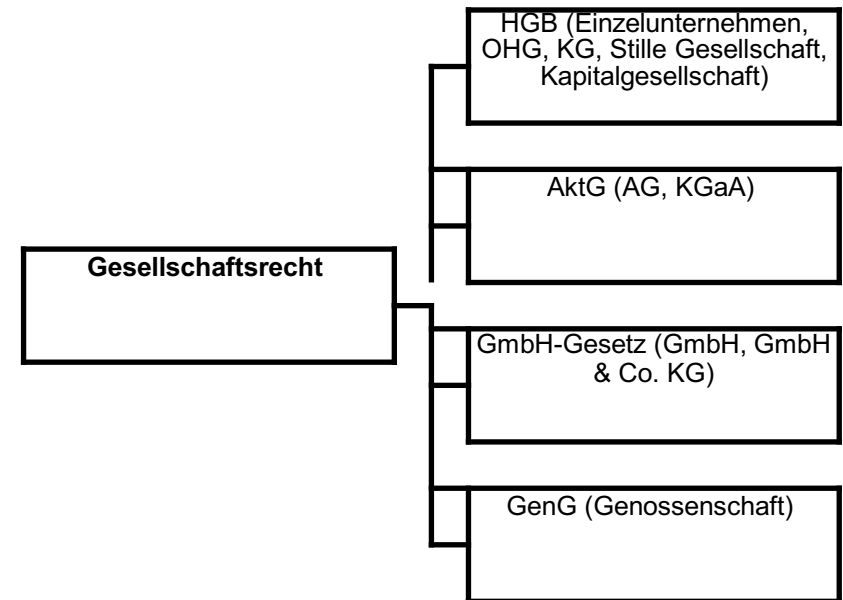 HGB (Einzelunternehmen,
OHG, KG, Stille Gesellschaft,
Kapitalgesellschaft)
AktG (AG, KGaA)
Gesellschaftsrecht
GmbH-Gesetz (GmbH, GmbH
& Co. KG)
GenG (Genossenschaft)